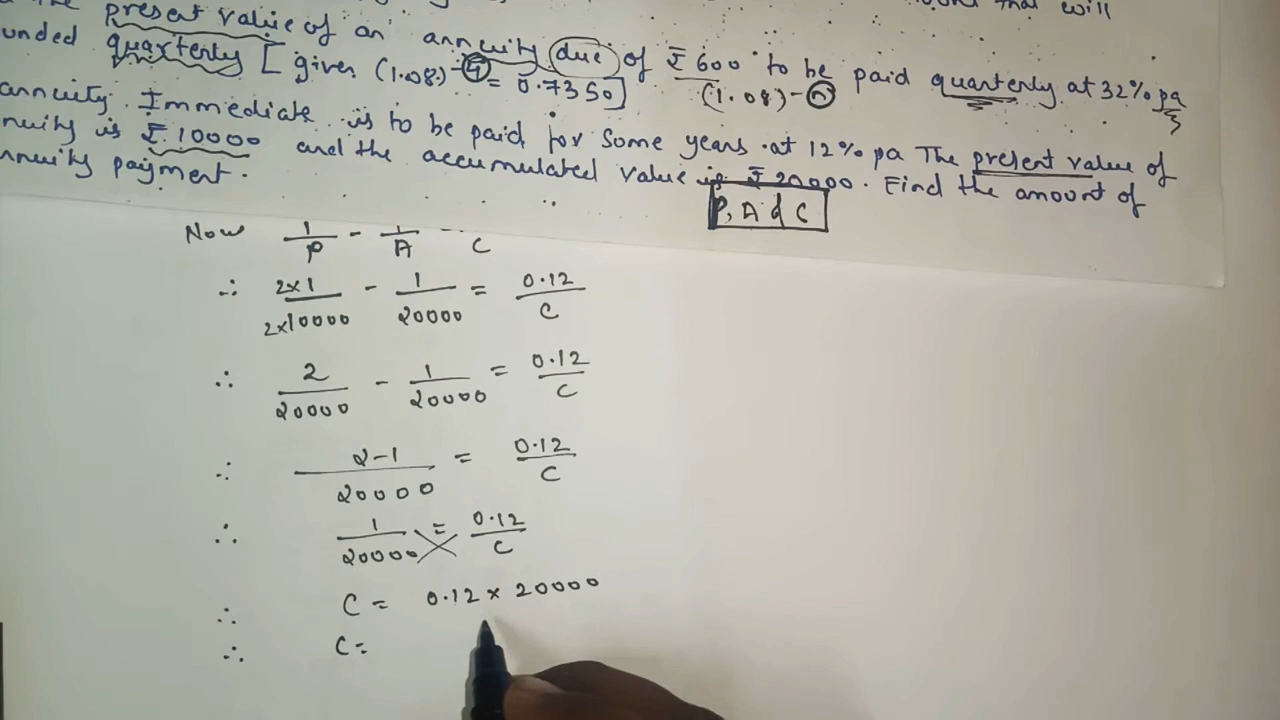 the present value of an annuity due of ₹ 600 to be paid quarterly at 32% pa
unded quarterly [ given (1.08)-4 = 0.7350] (1.08)-n
annuity Immediate is to be paid for some years at 12% pa The present value of
nuity is ₹ 10000 and the accumulated value is ₹ 20000. Find the amount of
nnuity payment.
P, A d C
Now 1/P - 1/A - C
∴ 2×1/2×10000 - 1/20000 = 0.12/C
∴ 2/20000 - 1/20000 = 0.12/C
∴ 2-1/20000 = 0.12/C
∴ 1/20000 = 0.12/C
∴ C = 0.12 × 20000
∴ C =